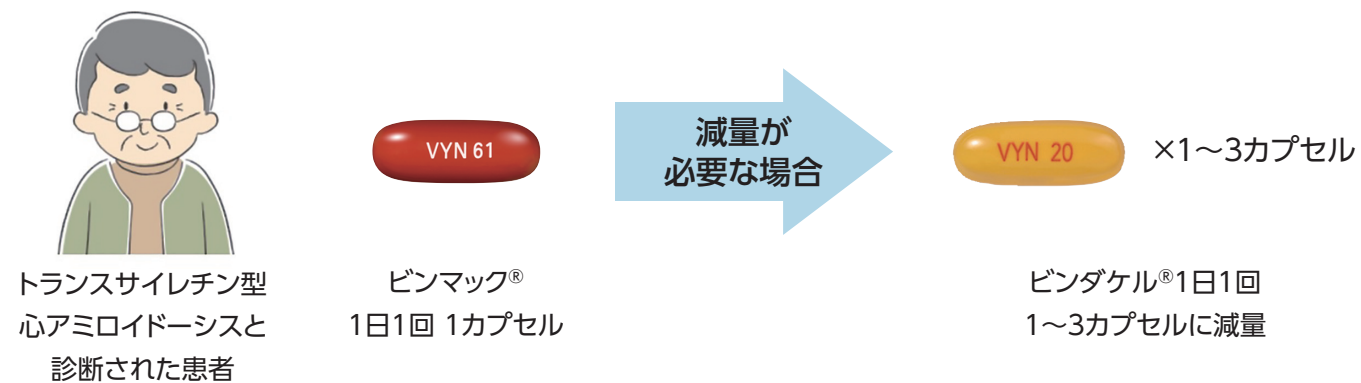 トランスサイレチン型
心アミロイドーシスと
診断された患者
VYN 61
ビンマック®
1日1回 1カプセル
減量が
必要な場合
VYN 20
×1〜3カプセル
ビンダケル®1日1回
1〜3カプセルに減量